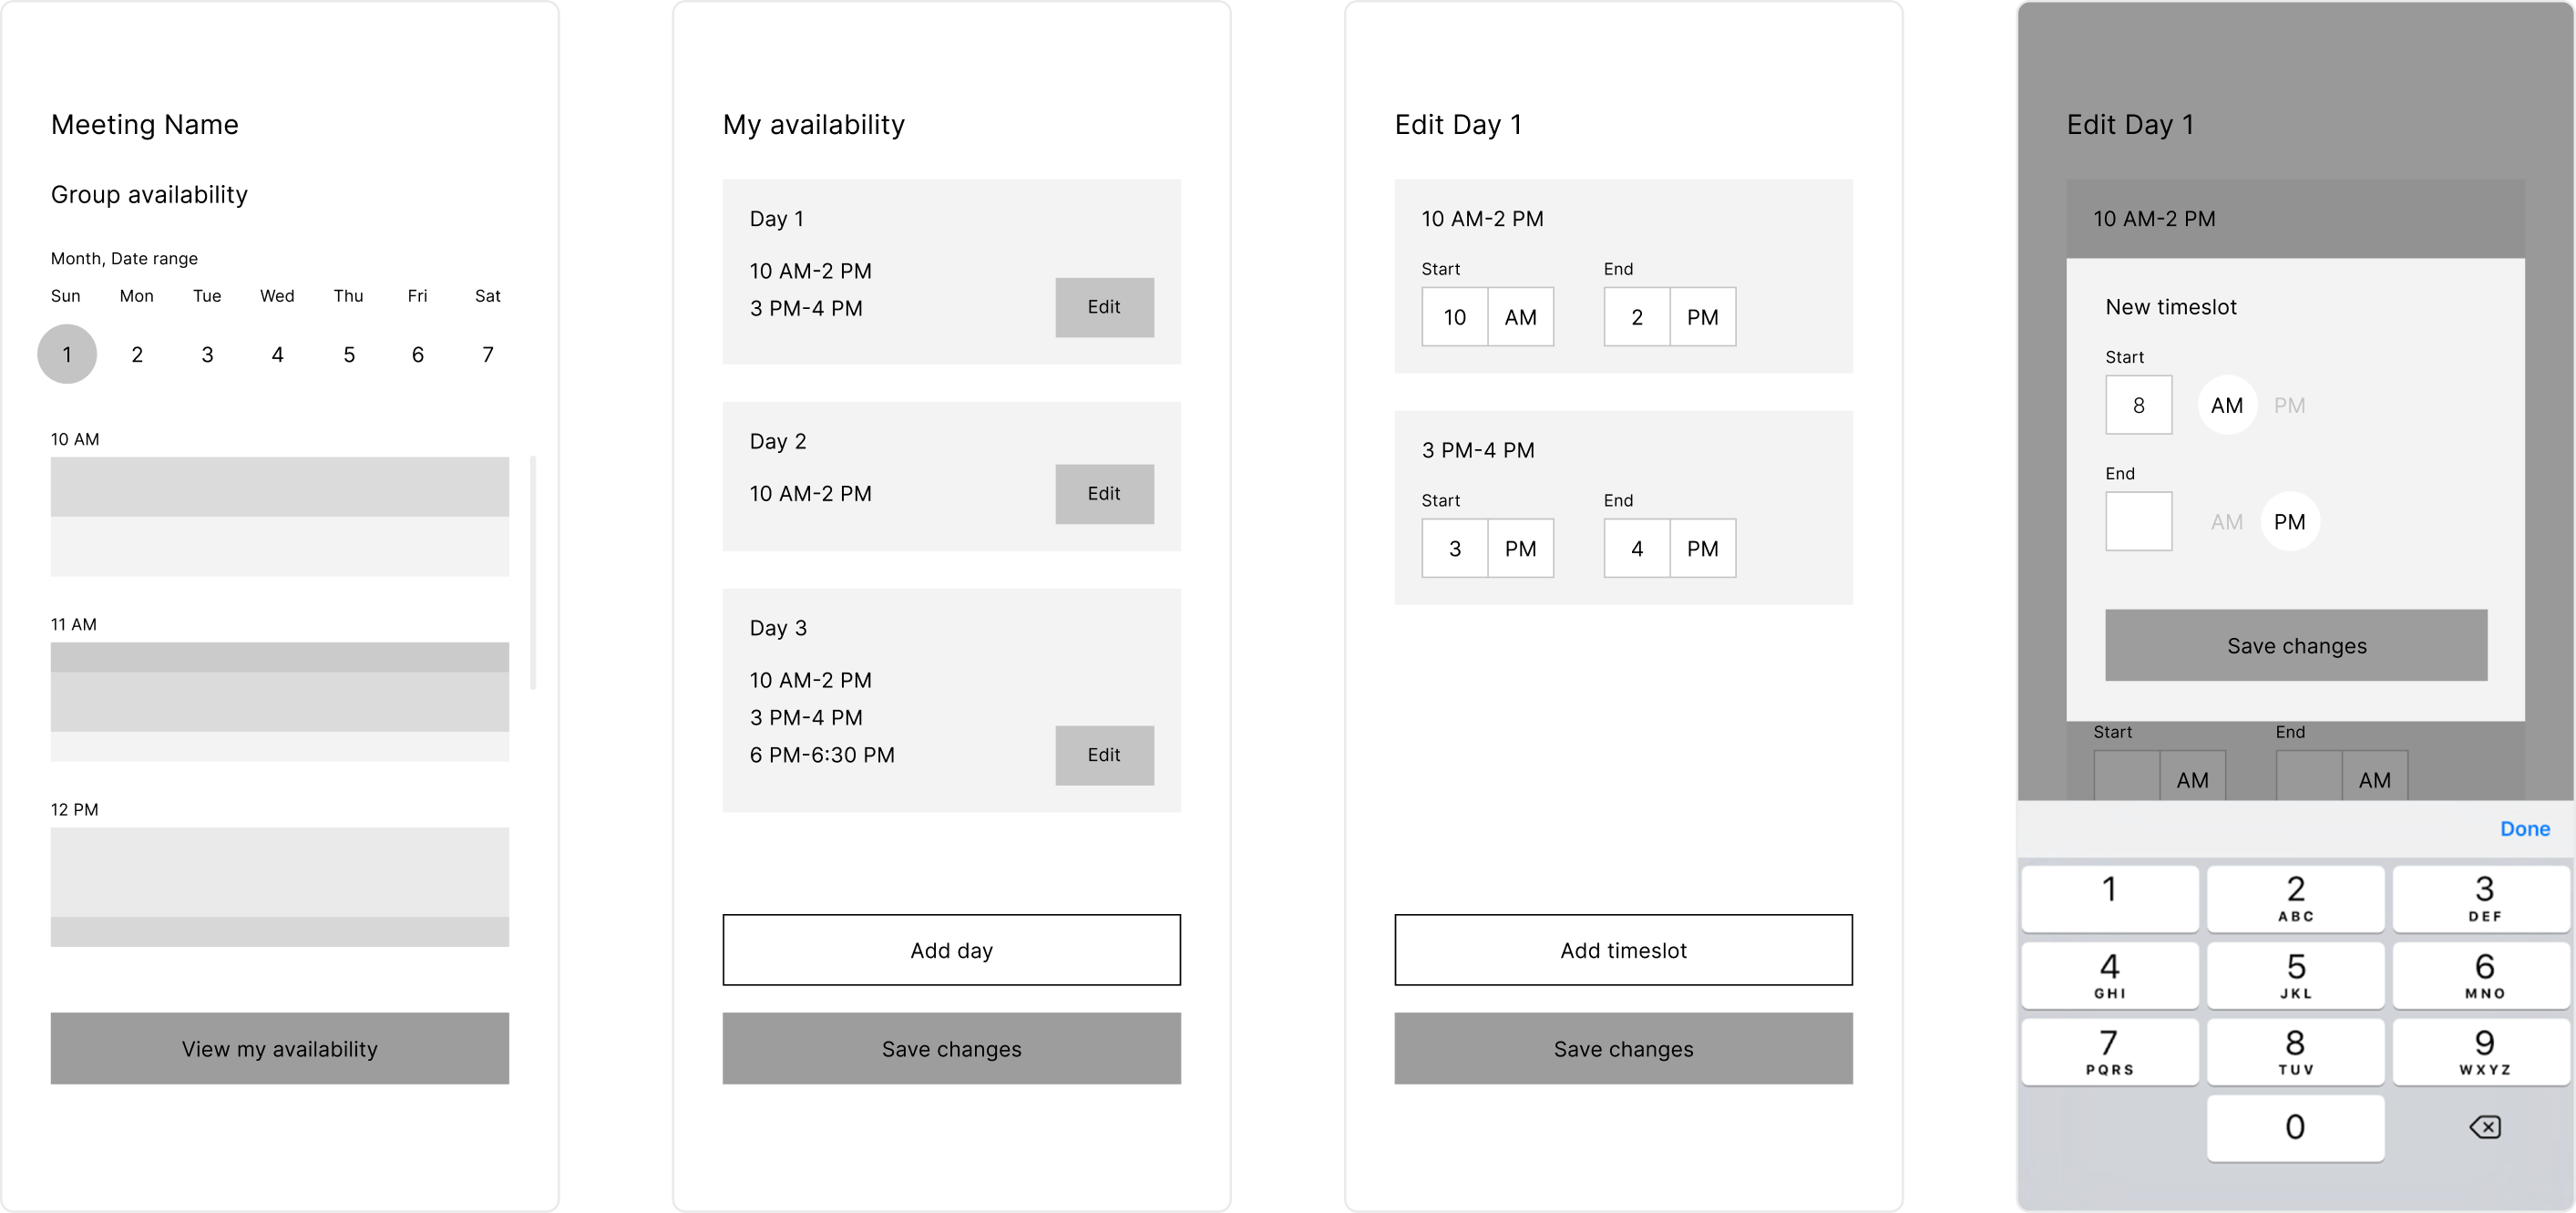 Meeting Name
Group availability
Month, Date range
Sun Mon Tue Wed Thu Fri Sat
1 2 3 4 5 6 7
10 AM
11 AM
12 PM
View my availability
My availability
Day 1
10 AM-2 PM
3 PM-4 PM
Edit
Day 2
10 AM-2 PM
Edit
Day 3
10 AM-2 PM
3 PM-4 PM
6 PM-6:30 PM
Edit
Add day
Save changes
Edit Day 1
10 AM-2 PM
Start End
10 AM 2 PM
3 PM-4 PM
Start End
3 PM 4 PM
Add timeslot
Save changes
Edit Day 1
10 AM-2 PM
New timeslot
Start
8 AM PM
End
AM PM
Save changes
Start End
AM AM
Done
1 2 3
ABC DEF
4 5 6
GHI JKL MNO
7 8 9
PQRS TUV WXYZ
0